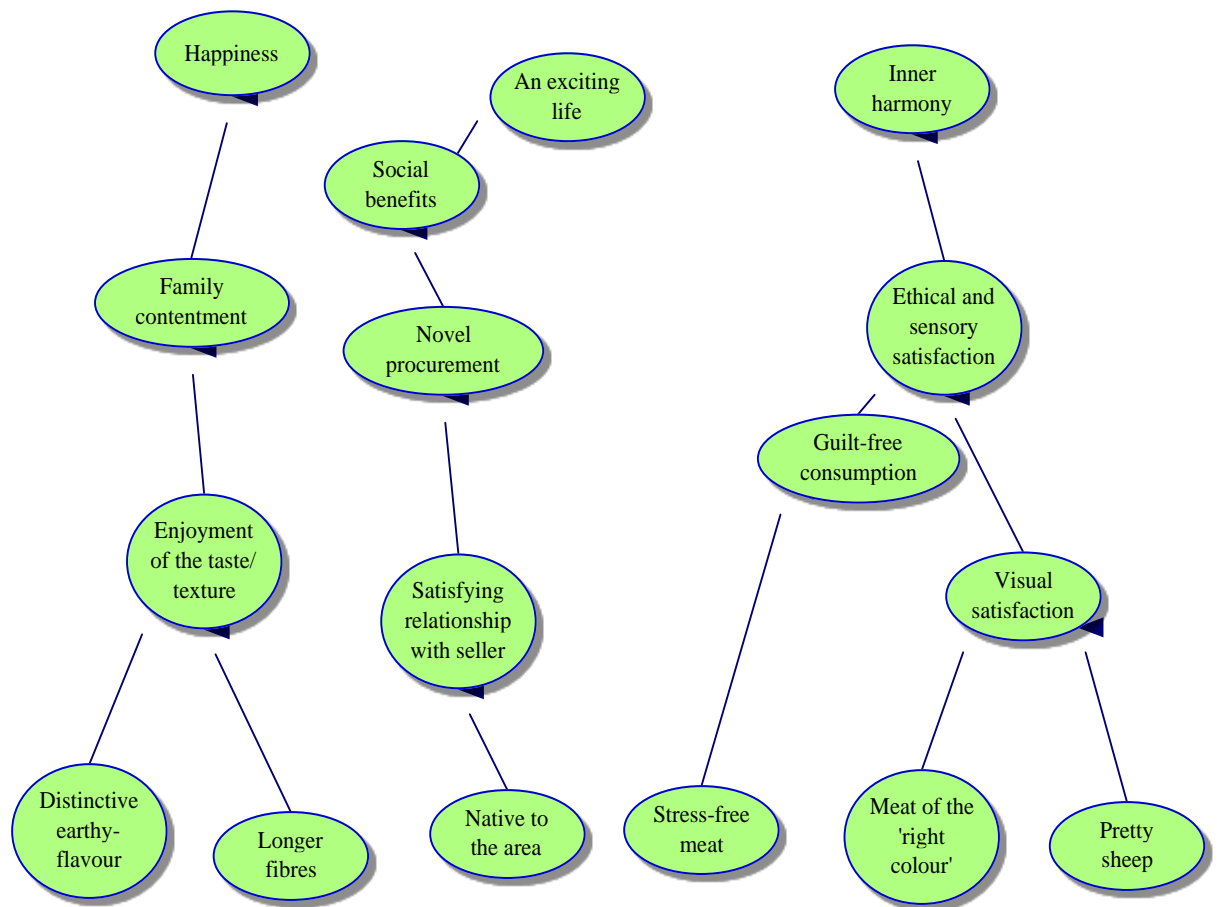 Happiness
An exciting
life
Inner
harmony
Social
benefits
Family
contentment
Novel
procurement
Ethical and
sensory
satisfaction
Guilt-free
consumption
Enjoyment
of the taste/
texture
Satisfying
relationship
with seller
Visual
satisfaction
Distinctive
earthy-
flavour
Longer
fibres
Native to
the area
Stress-free
meat
Meat of the
'right
colour'
Pretty
sheep